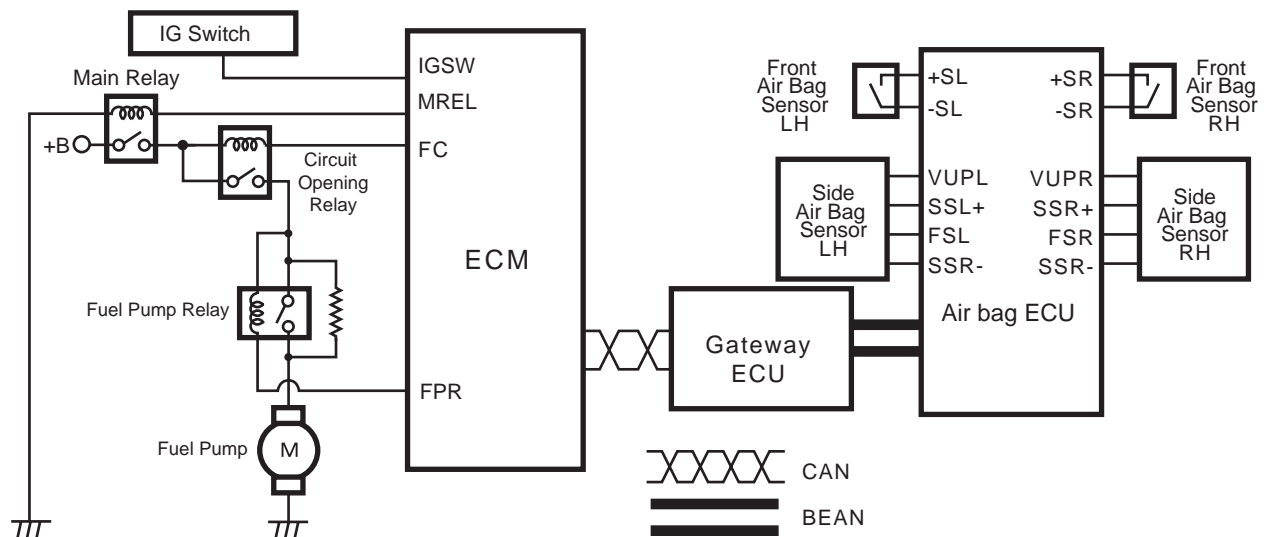 IG Switch
Main Relay
+B
Circuit
Opening
Relay
Fuel Pump Relay
Fuel Pump
M
IGSW
MREL
FC
ECM
FPR
Gateway
ECU
CAN
BEAN
Front
Air Bag
Sensor
LH
+SL
-SL
+SR
-SR
Front
Air Bag
Sensor
RH
Side
Air Bag
Sensor
LH
VUPL
SSL+
FSL
SSR-
VUPR
SSR+
FSR
SSR-
Side
Air Bag
Sensor
RH
Air bag ECU